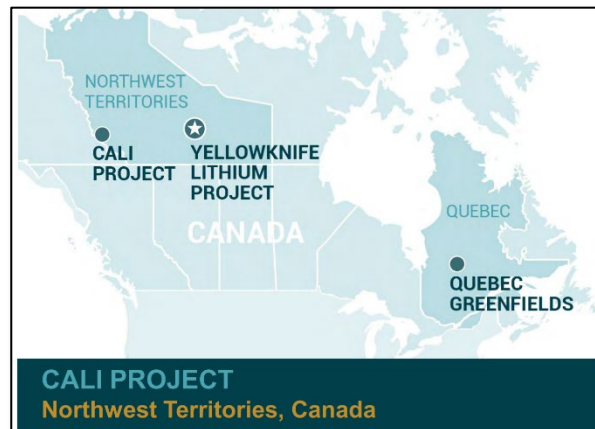 NORTHWEST
TERRITORIES
CALI
PROJECT
YELLOWKNIFE
LITHIUM
PROJECT
CANADA
QUEBEC
QUEBEC
GREENFIELDS
CALI PROJECT
Northwest Territories, Canada